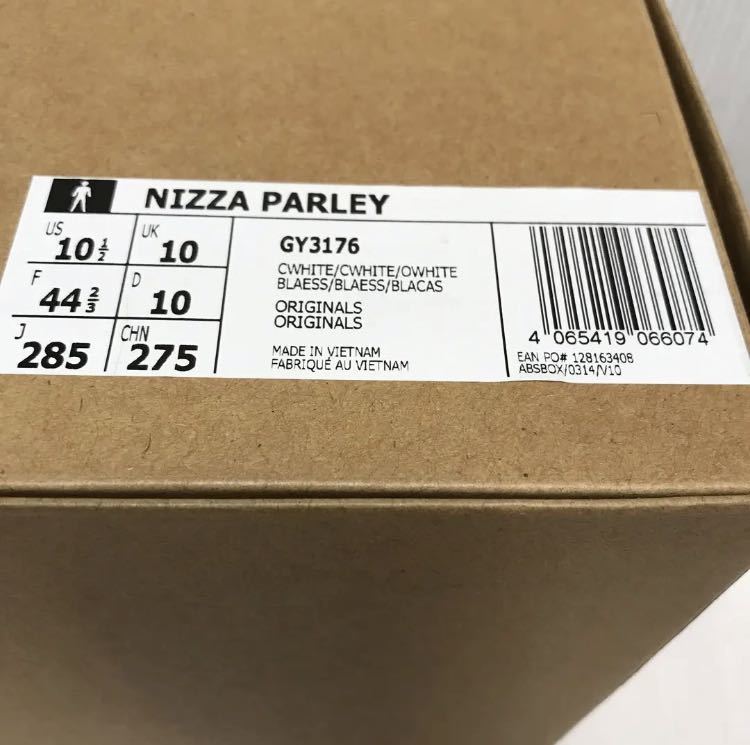 NIZZA PARLEY
US 10 1/2
UK 10
F 44 2/3
D 10
J 285
CHN 275
GY3176
CWHITE/CWHITE/OWHITE
BLAESS/BLAESS/BLACAS
ORIGINALS
ORIGINALS
MADE IN VIETNAM
FABRIQUÉ AU VIETNAM
4 065419 066074
EAN PO# 128163408
ABSBOX/0314/V10